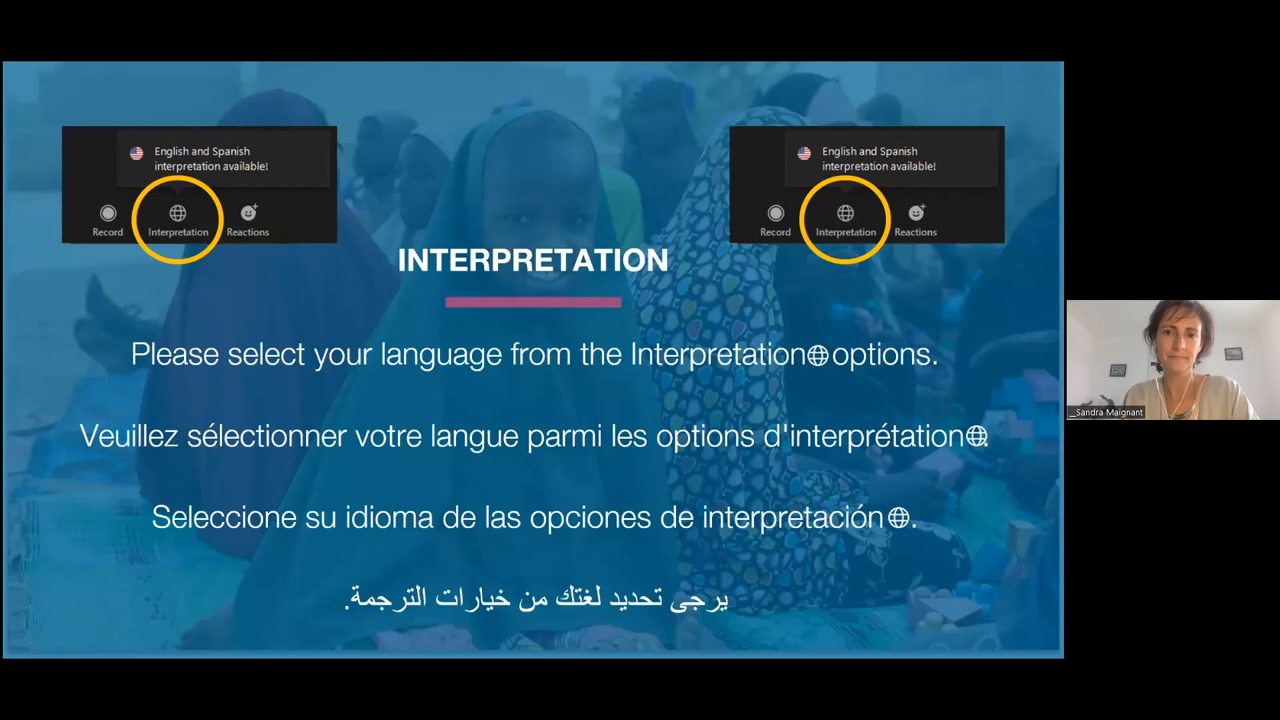 English and Spanish
interpretation available!
Record
Interpretation
Reactions
English and Spanish
interpretation available!
Record
Interpretation
Reactions
INTERPRETATION
Please select your language from the Interpretation options.
Veuillez sélectionner votre langue parmi les options d'interprétation.
Seleccione su idioma de las opciones de interpretación.
يرجى تحديد لغتك من خيارات الترجمة.
_Sandra Maignant